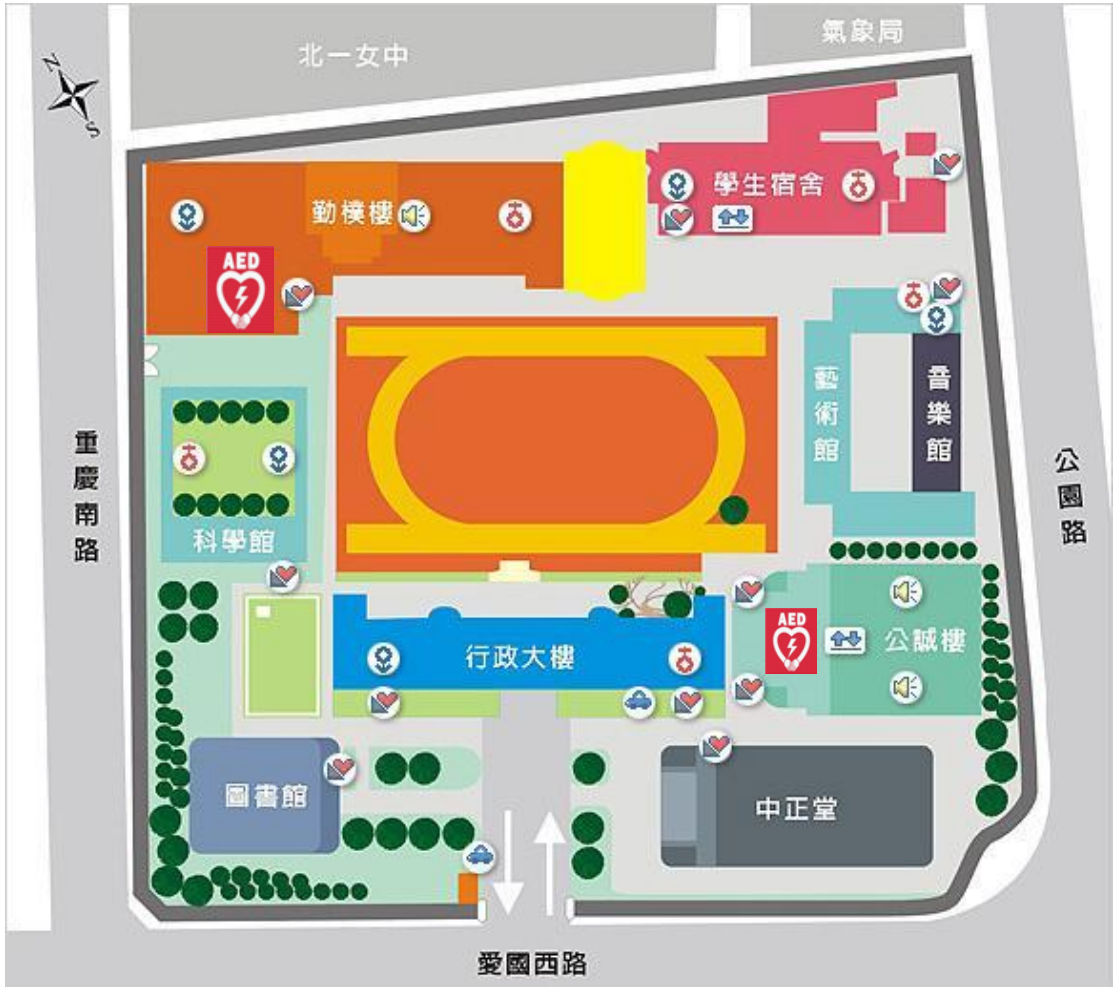 北一女中
氣象局
N
S
學生宿舍
勤樸樓
AED
藝術館
音樂館
重慶南路
公園路
科學館
行政大樓
AED
公誠樓
圖書館
中正堂
愛國西路